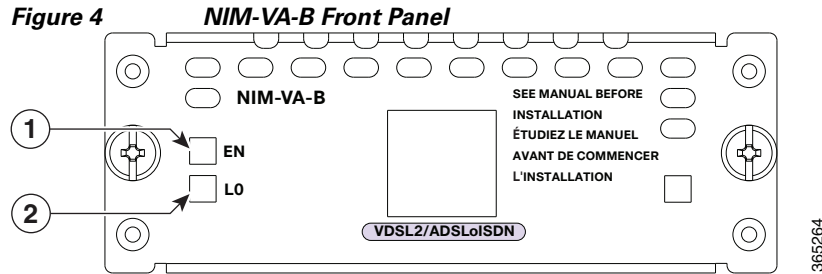 Figure 4 NIM-VA-B Front Panel
NIM-VA-B
SEE MANUAL BEFORE
INSTALLATION
ÉTUDIEZ LE MANUEL
AVANT DE COMMENCER
L'INSTALLATION
1
EN
2
L0
VDSL2/ADSLoISDN
365264